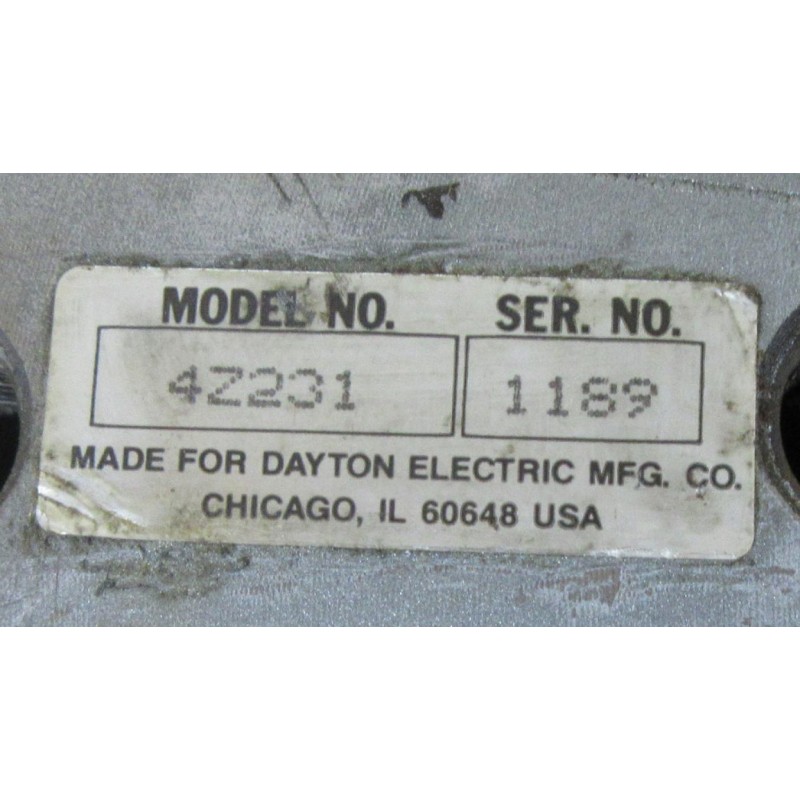 MODEL NO. SER. NO.
4Z231 1189
MADE FOR DAYTON ELECTRIC MFG. CO.
CHICAGO, IL 60648 USA